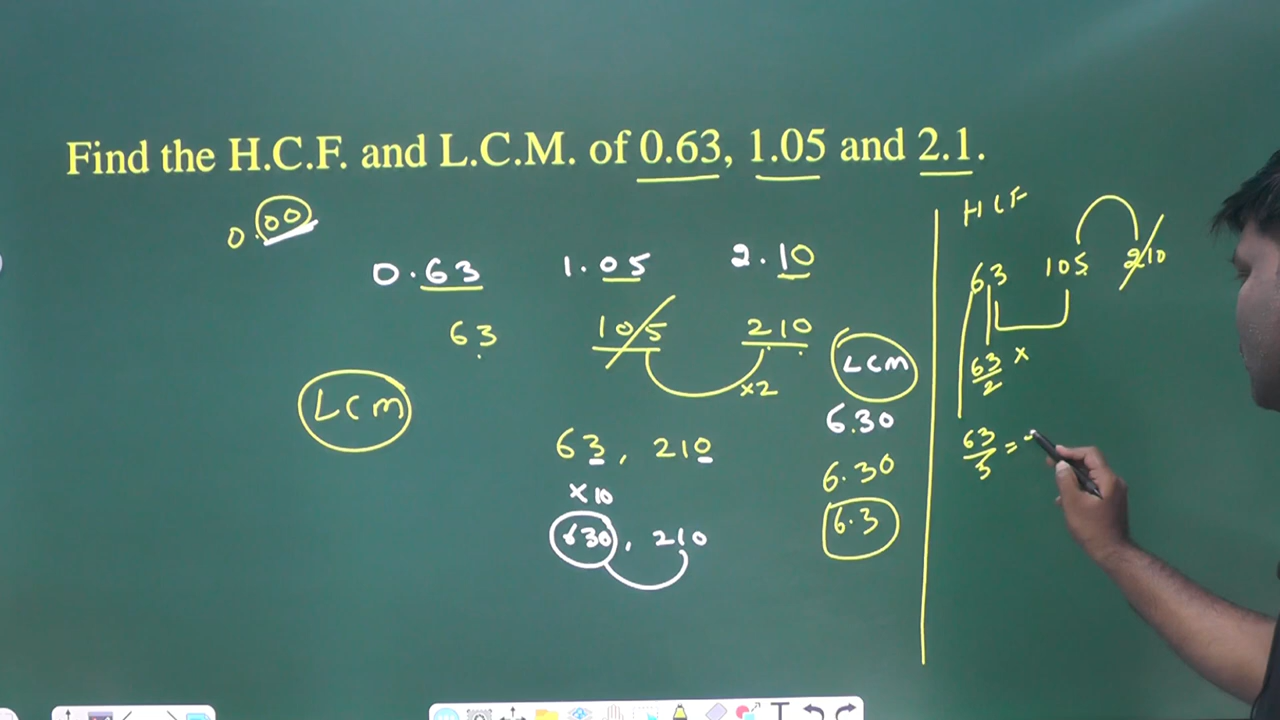 Find the H.C.F. and L.C.M. of 0.63, 1.05 and 2.1.
0.00
0.63 1.05 2.10
63 105 210
×2
LCM
63, 210
×10
630, 210
LCM
6.30
6.30
6.3
HCF
63 105 210
63/2 ×
63/3 =
T